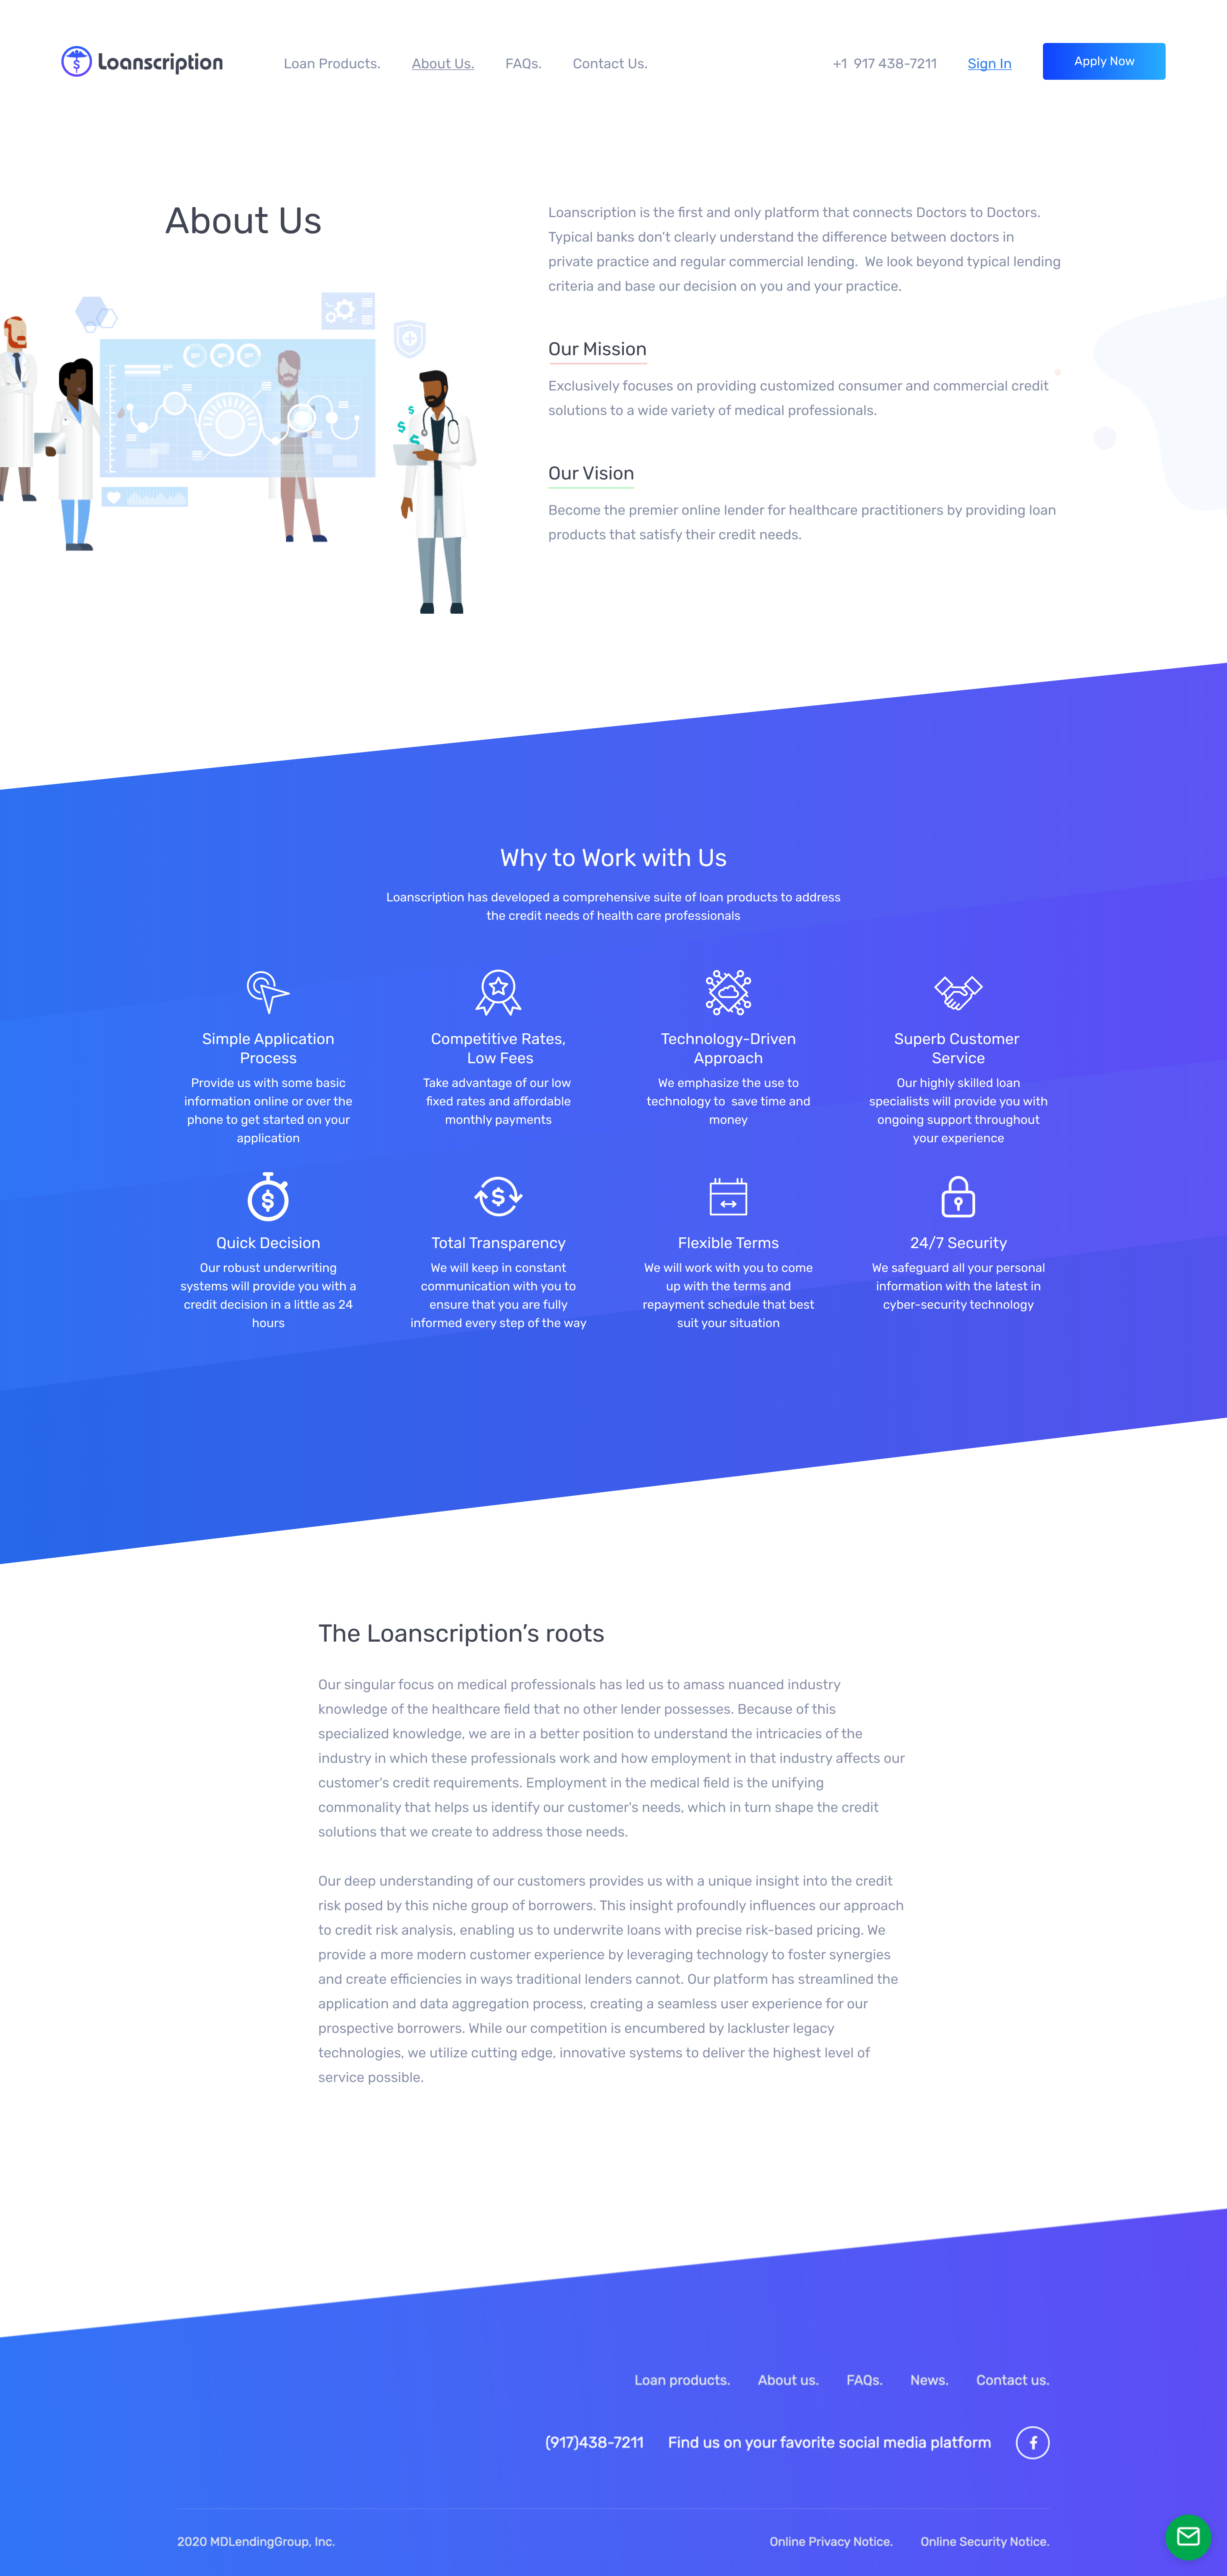 Loanscription
Loan Products. About Us. FAQs. Contact Us. +1 917 438-7211 Sign In Apply Now
About Us
Loanscription is the first and only platform that connects Doctors to Doctors.
Typical banks don't clearly understand the difference between doctors in
private practice and regular commercial lending. We look beyond typical lending
criteria and base our decision on you and your practice.
Our Mission
Exclusively focuses on providing customized consumer and commercial credit
solutions to a wide variety of medical professionals.
Our Vision
Become the premier online lender for healthcare practitioners by providing loan
products that satisfy their credit needs.
Why to Work with Us
Loanscription has developed a comprehensive suite of loan products to address
the credit needs of health care professionals
Simple Application
Process
Provide us with some basic
information online or over the
phone to get started on your
application
Competitive Rates,
Low Fees
Take advantage of our low
fixed rates and affordable
monthly payments
Technology-Driven
Approach
We emphasize the use to
technology to save time and
money
Superb Customer
Service
Our highly skilled loan
specialists will provide you with
ongoing support throughout
your experience
Quick Decision
Our robust underwriting
systems will provide you with a
credit decision in a little as 24
hours
Total Transparency
We will keep in constant
communication with you to
ensure that you are fully
informed every step of the way
Flexible Terms
We will work with you to come
up with the terms and
repayment schedule that best
suit your situation
24/7 Security
We safeguard all your personal
information with the latest in
cyber-security technology
The Loanscription's roots
Our singular focus on medical professionals has led us to amass nuanced industry
knowledge of the healthcare field that no other lender possesses. Because of this
specialized knowledge, we are in a better position to understand the intricacies of the
industry in which these professionals work and how employment in that industry affects our
customer's credit requirements. Employment in the medical field is the unifying
commonality that helps us identify our customer's needs, which in turn shape the credit
solutions that we create to address those needs.
Our deep understanding of our customers provides us with a unique insight into the credit
risk posed by this niche group of borrowers. This insight profoundly influences our approach
to credit risk analysis, enabling us to underwrite loans with precise risk-based pricing. We
provide a more modern customer experience by leveraging technology to foster synergies
and create efficiencies in ways traditional lenders cannot. Our platform has streamlined the
application and data aggregation process, creating a seamless user experience for our
prospective borrowers. While our competition is encumbered by lackluster legacy
technologies, we utilize cutting edge, innovative systems to deliver the highest level of
service possible.
Loan products. About us. FAQs. News. Contact us.
(917)438-7211 Find us on your favorite social media platform
2020 MDLendingGroup, Inc. Online Privacy Notice. Online Security Notice.